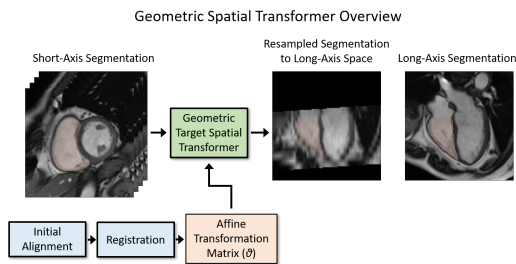 Geometric Spatial Transformer Overview
Short-Axis Segmentation
Resampled Segmentation
to Long-Axis Space
Long-Axis Segmentation
Geometric
Target Spatial
Transformer
Initial
Alignment
Registration
Affine
Transformation
Matrix (ϑ)